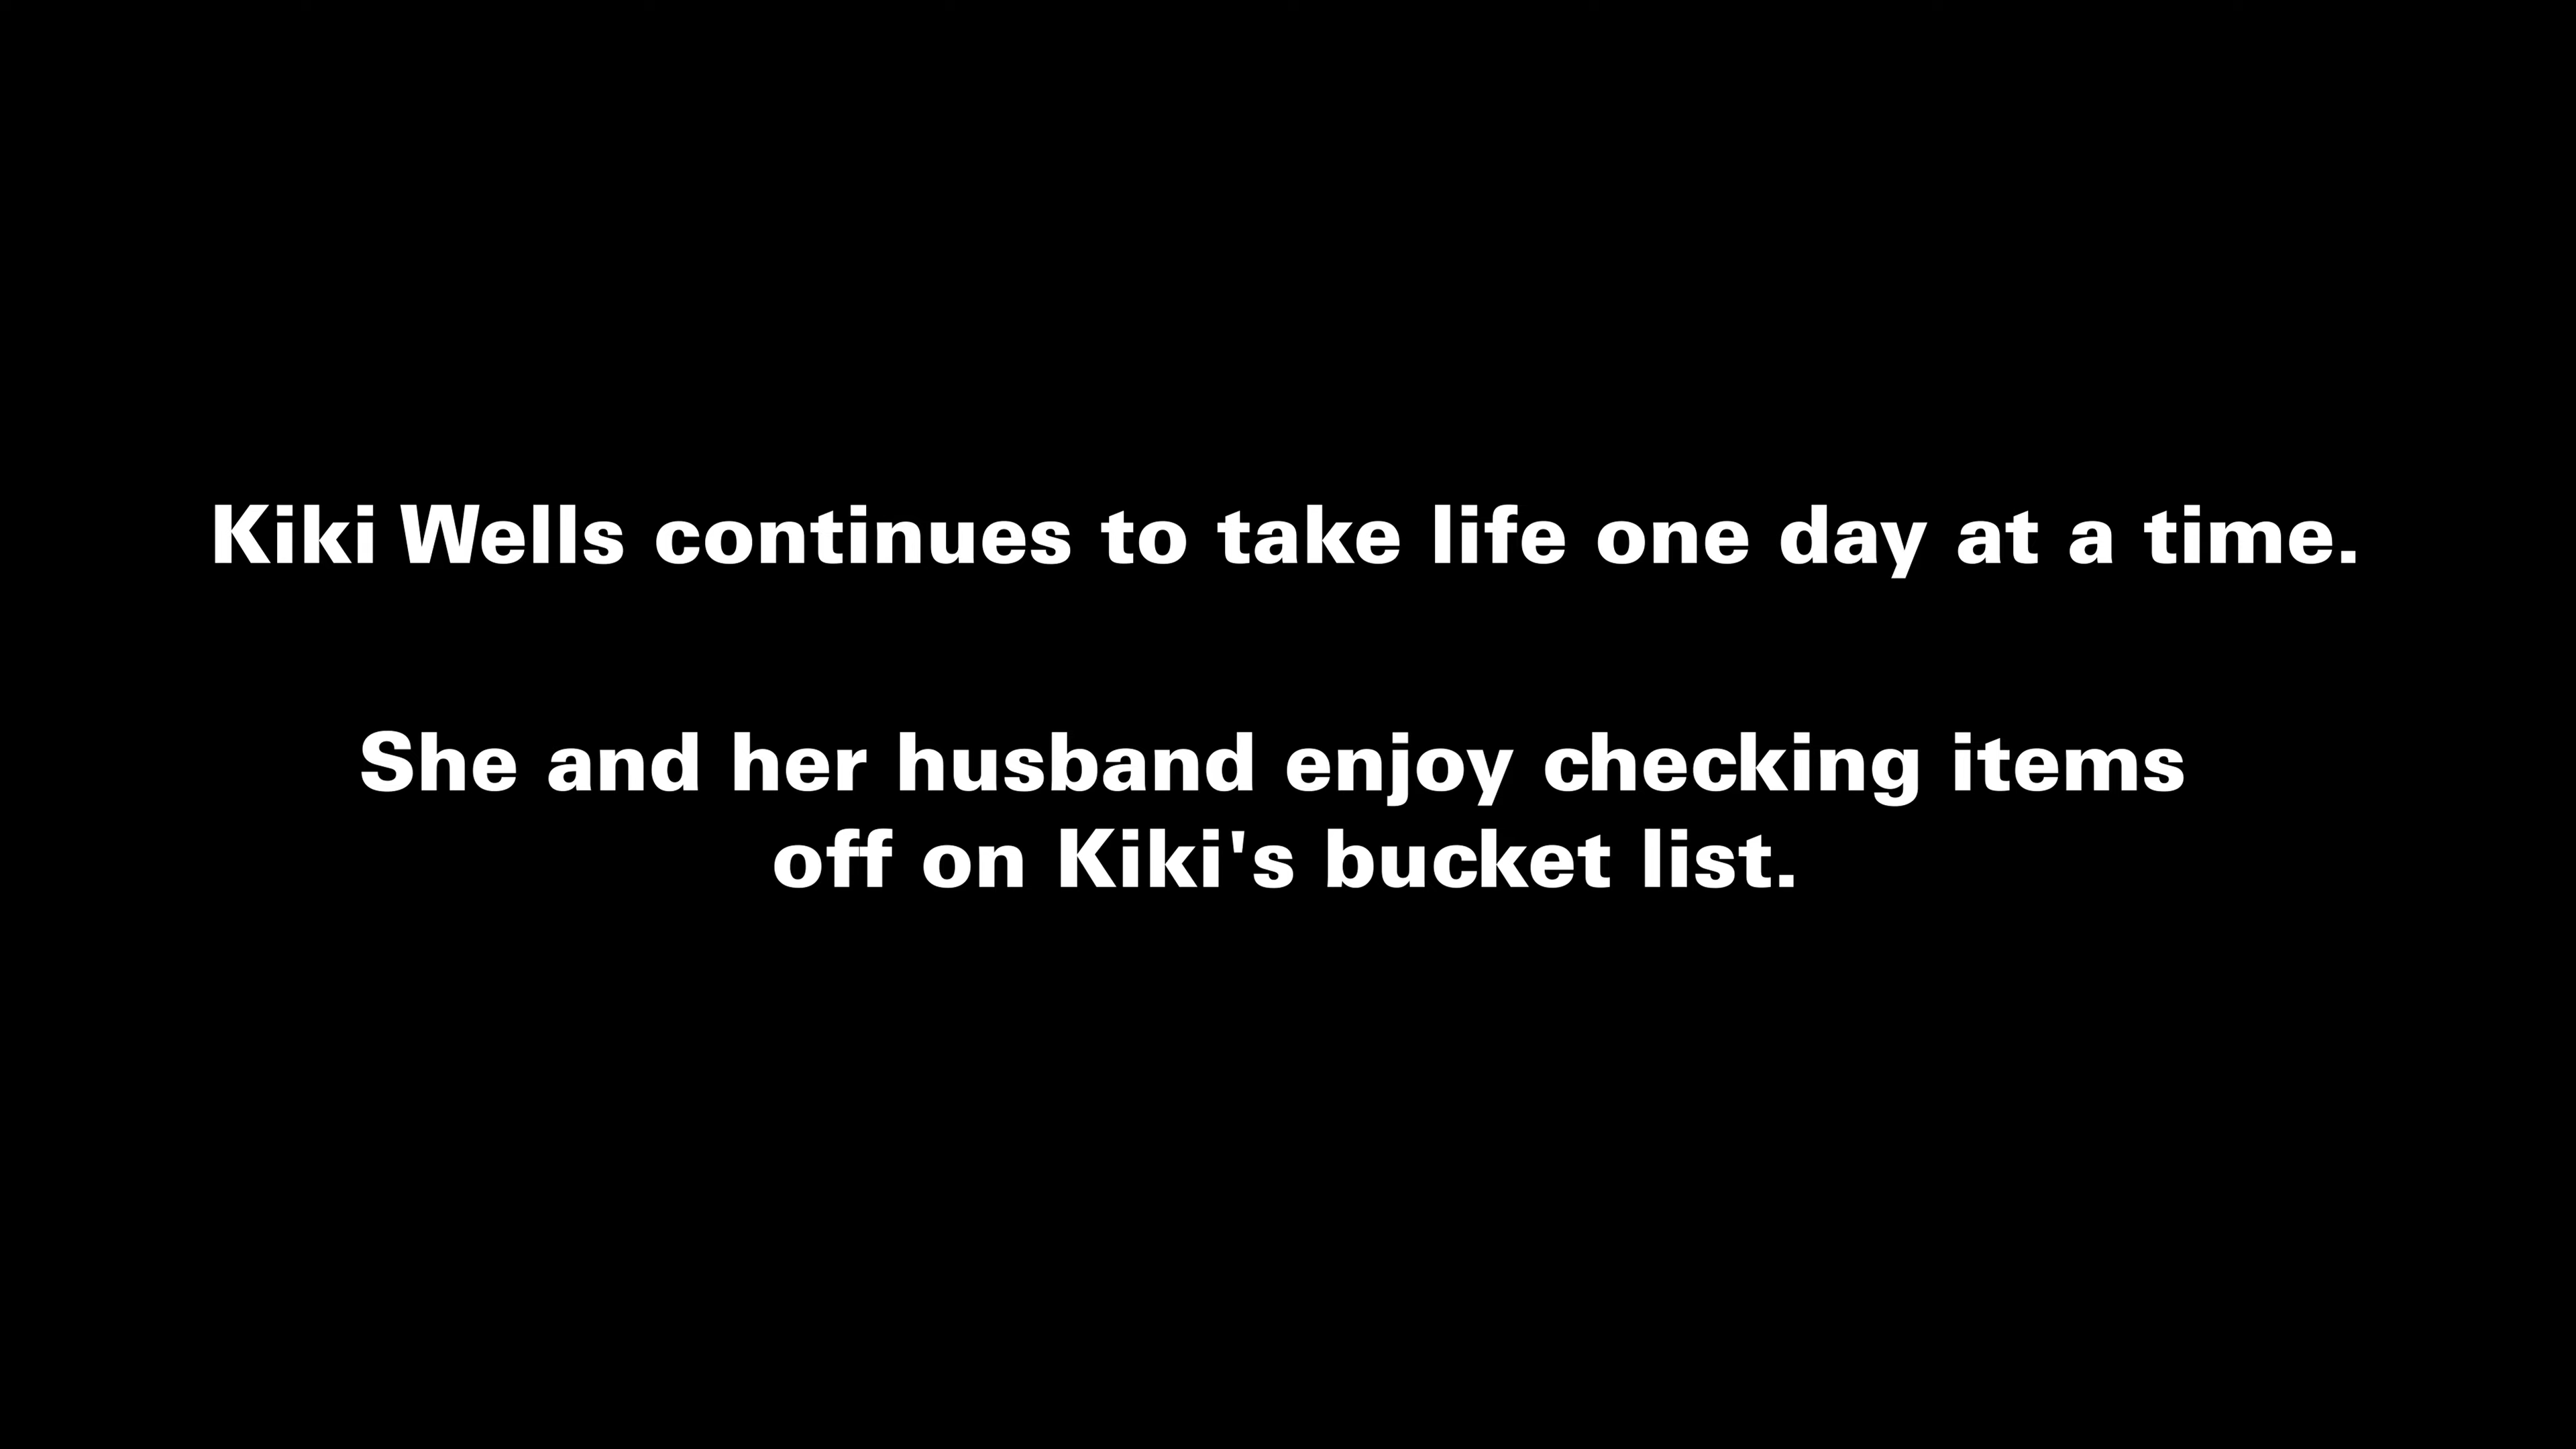 Kiki Wells continues to take life one day at a time.
She and her husband enjoy checking items
off on Kiki's bucket list.